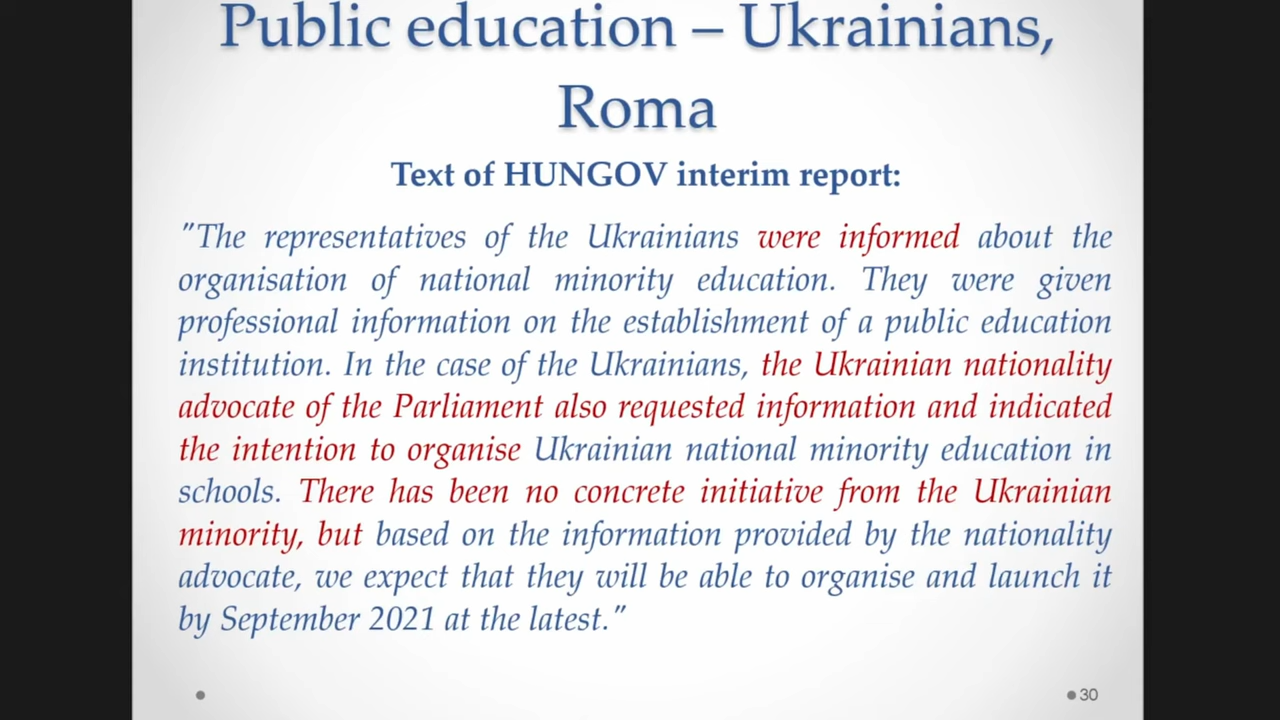 Public education – Ukrainians,
Roma
Text of HUNGOV interim report:
"The representatives of the Ukrainians were informed about the
organisation of national minority education. They were given
professional information on the establishment of a public education
institution. In the case of the Ukrainians, the Ukrainian nationality
advocate of the Parliament also requested information and indicated
the intention to organise Ukrainian national minority education in
schools. There has been no concrete initiative from the Ukrainian
minority, but based on the information provided by the nationality
advocate, we expect that they will be able to organise and launch it
by September 2021 at the latest."
30